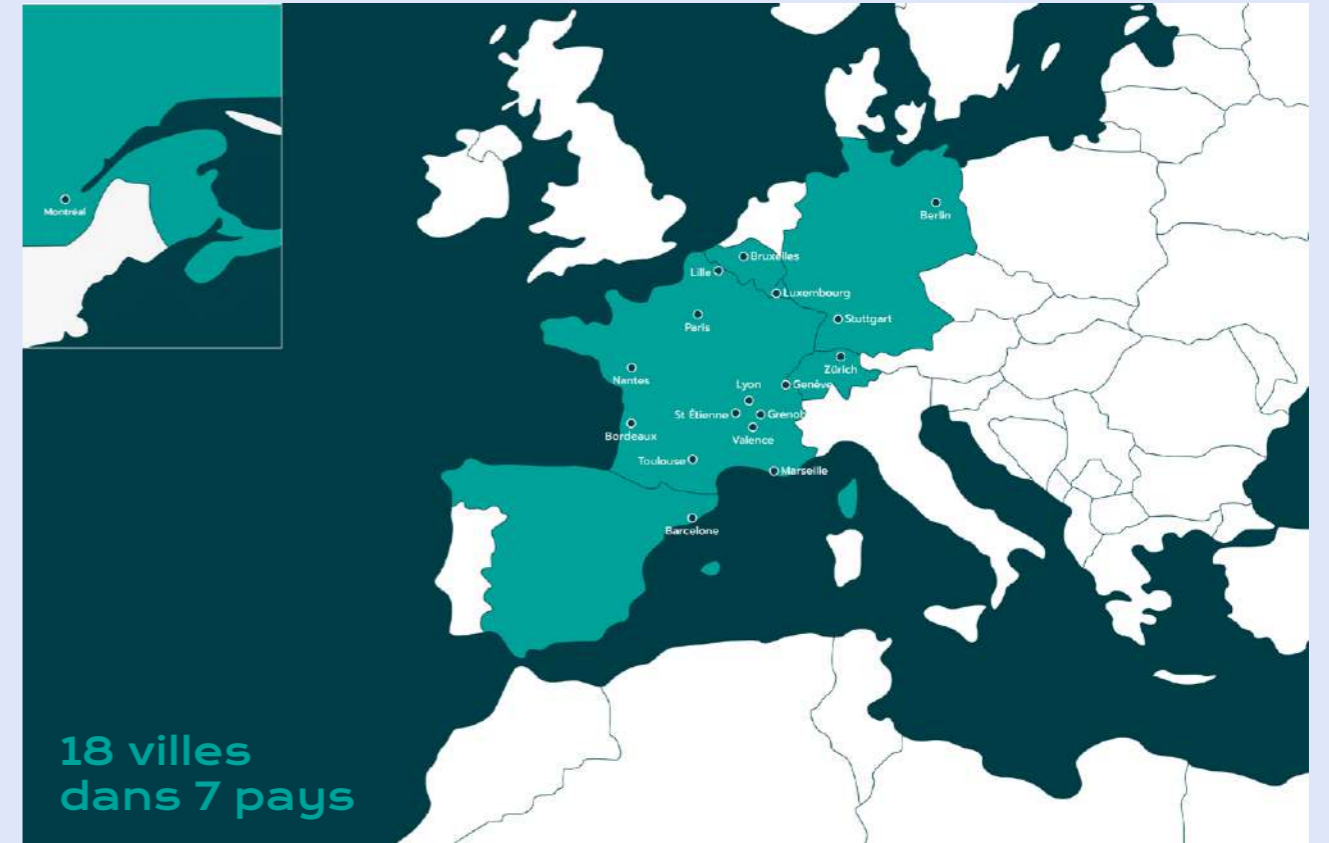 Montréal
Berlin
Bruxelles
Lille
Luxembourg
Paris
Stuttgart
Zürich
Nantes
Lyon
Genève
St Étienne
Grenob
Bordeaux
Valence
Toulouse
Marseille
Barcelone
18 villes
dans 7 pays